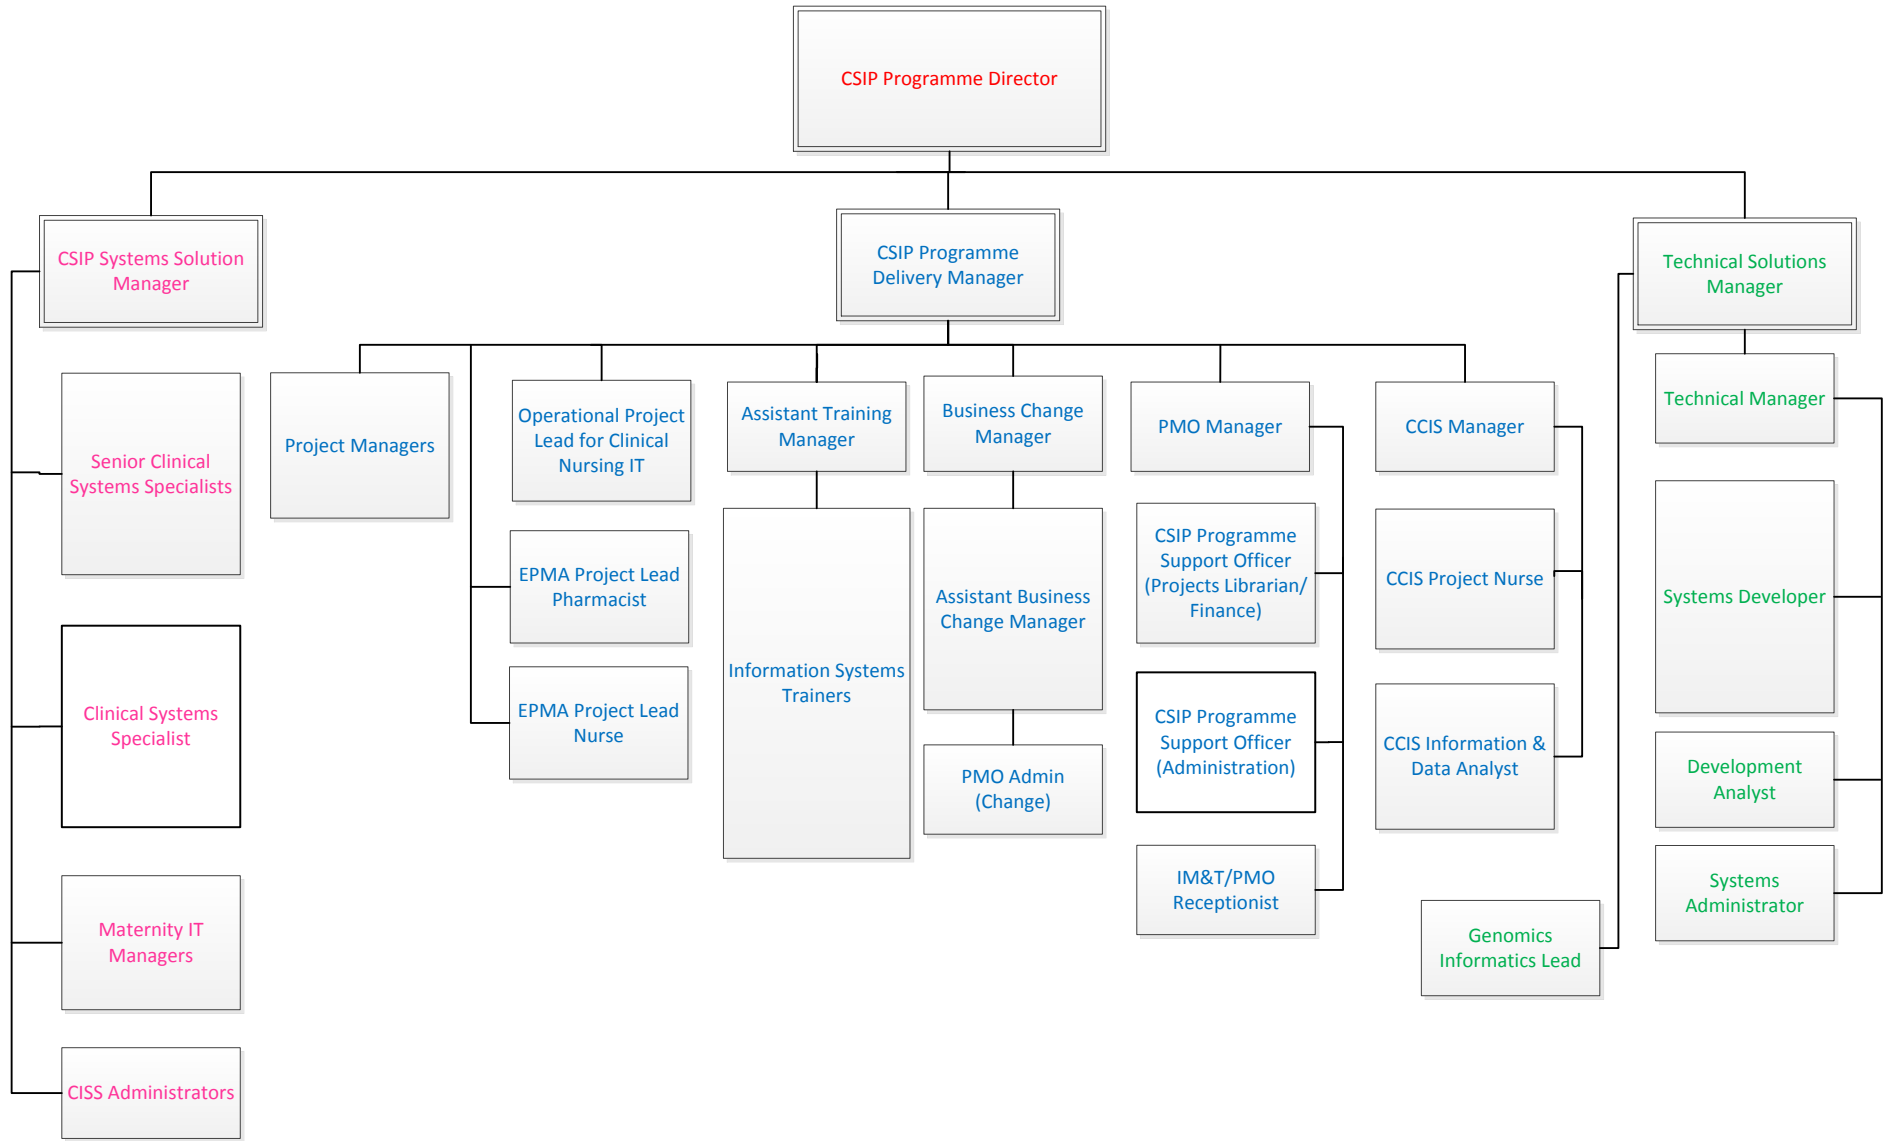 CSIP Programme Director
CSIP Systems Solution
Manager
CSIP Programme
Delivery Manager
Technical Solutions
Manager
Senior Clinical
Systems Specialists
Clinical Systems
Specialist
Maternity IT
Managers
CISS Administrators
Project Managers
Operational Project
Lead for Clinical
Nursing IT
EPMA Project Lead
Pharmacist
EPMA Project Lead
Nurse
Assistant Training
Manager
Information Systems
Trainers
Business Change
Manager
Assistant Business
Change Manager
PMO Admin
(Change)
PMO Manager
CSIP Programme
Support Officer
(Projects Librarian/
Finance)
CSIP Programme
Support Officer
(Administration)
IM&T/PMO
Receptionist
CCIS Manager
CCIS Project Nurse
CCIS Information &
Data Analyst
Technical Manager
Systems Developer
Development
Analyst
Systems
Administrator
Genomics
Informatics Lead